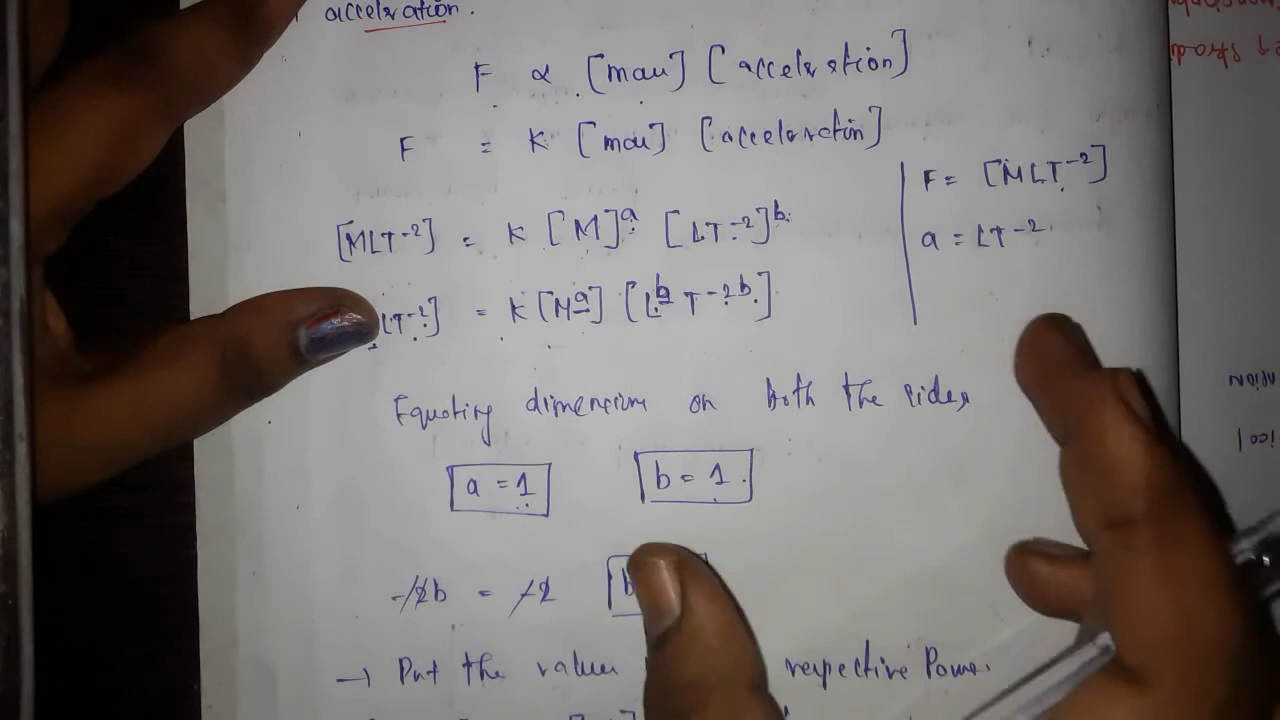 acceleration.
F ∝ [mass] [acceleration]
F = K [mass] [acceleration]
F = [MLT⁻²]
[MLT⁻²] = K [M]ᵃ [LT⁻²]ᵇ
a = LT⁻²
LT⁻²] = K [Mᵃ] [Lᵇ T⁻²ᵇ]
Equating dimension on both the sides
a = 1 b = 1
-2b = -2 b
→ Put the values respective Power.